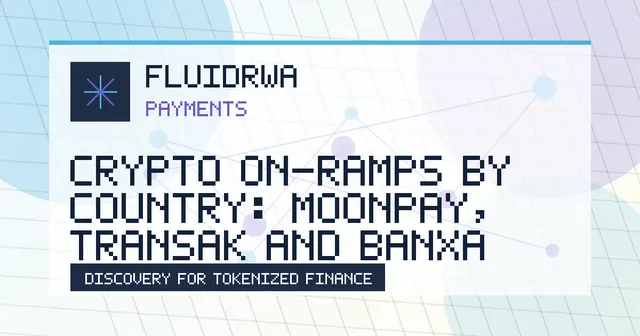 FLUIDRWA
PAYMENTS
CRYPTO ON-RAMPS BY
COUNTRY: MOONPAY,
TRANSAK AND BANXA
DISCOVERY FOR TOKENIZED FINANCE